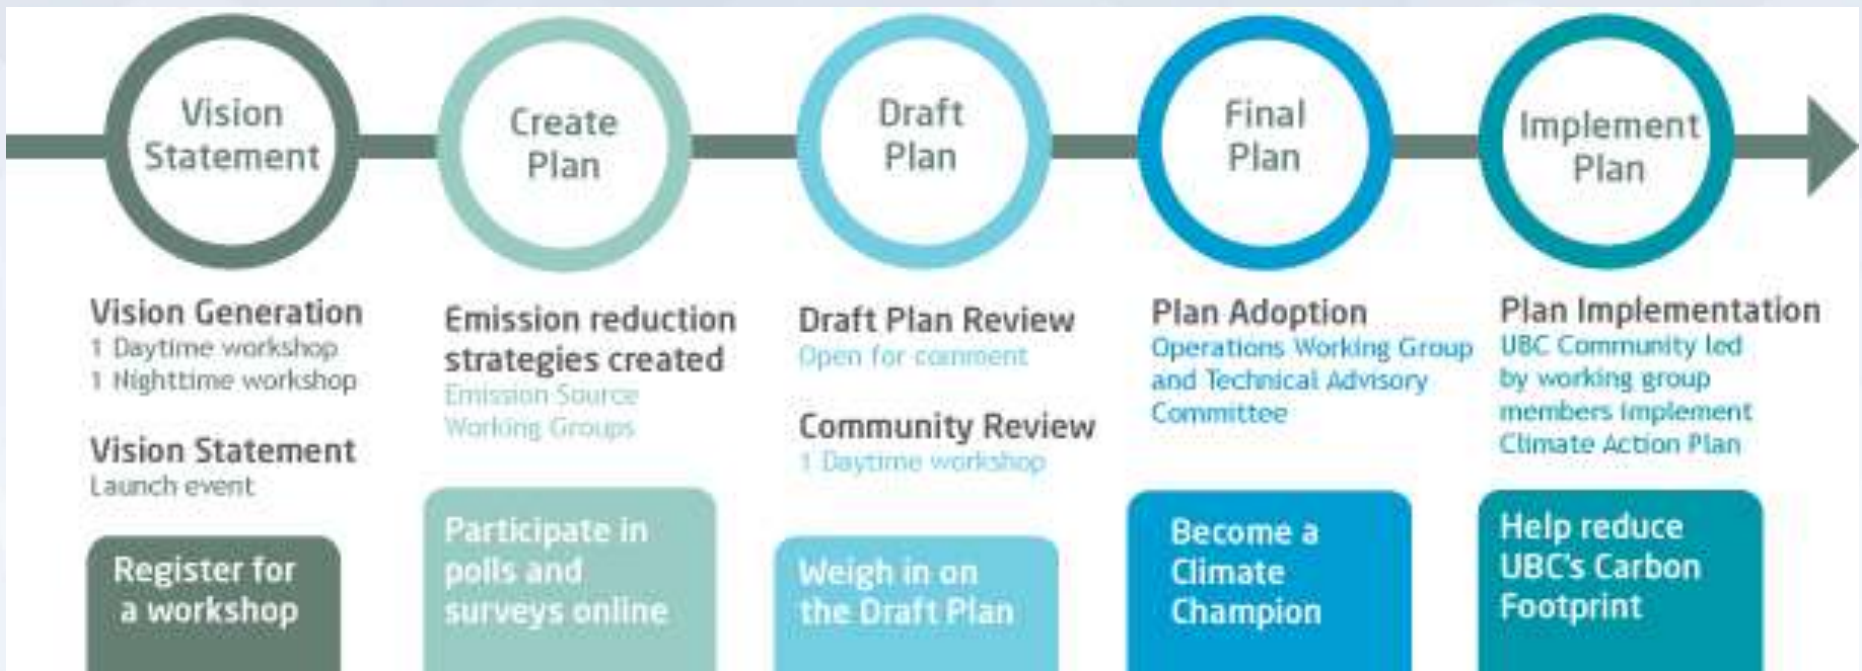 Vision
Statement
Create
Plan
Draft
Plan
Final
Plan
Implement
Plan
Vision Generation
1 Daytime workshop
1 Nighttime workshop
Vision Statement
Launch event
Register for
a workshop
Emission reduction
strategies created
Emission Source
Working Groups
Participate in
polls and
surveys online
Draft Plan Review
Open for comment
Community Review
1 Daytime workshop
Weigh in on
the Draft Plan
Plan Adoption
Operations Working Group
and Technical Advisory
Committee
Become a
Climate
Champion
Plan Implementation
UBC Community led
by working group
members implement
Climate Action Plan
Help reduce
UBC's Carbon
Footprint